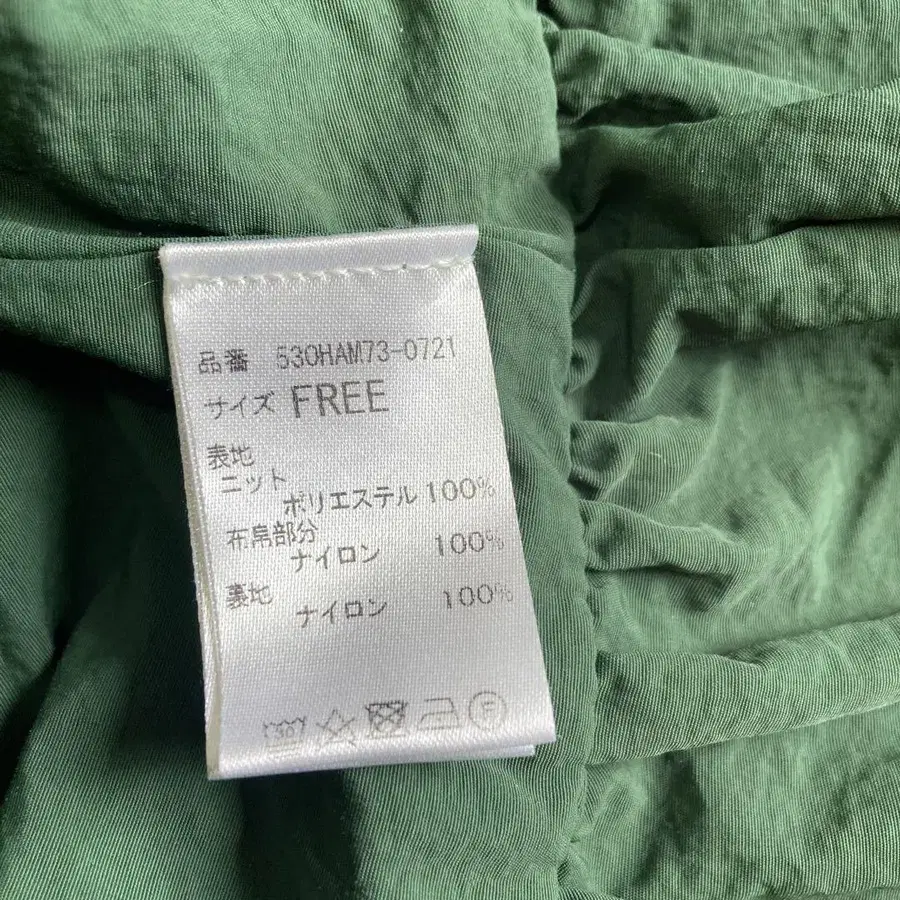 品番 530HAM73-0721
サイズ FREE
表地
ニット
ポリエステル 100%
布帛部分
ナイロン 100%
裏地
ナイロン 100%
30
F